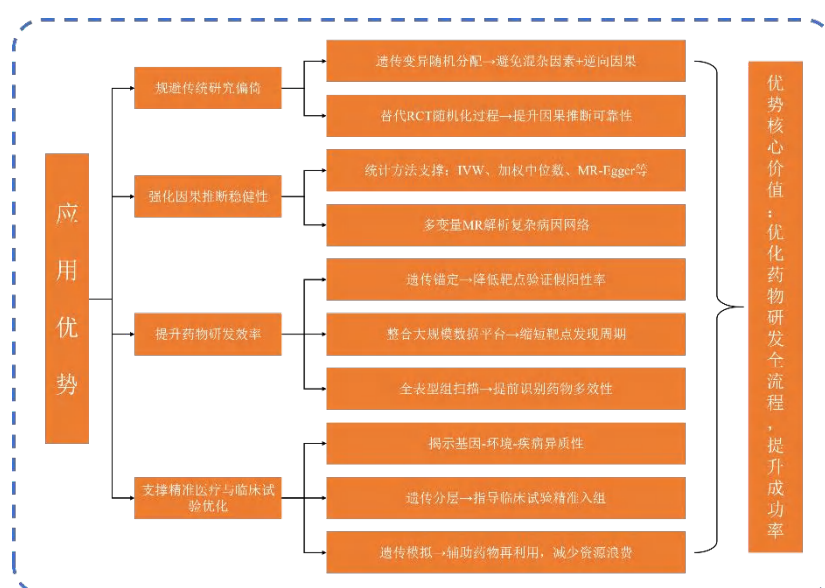 应用优势
规避传统研究偏倚
遗传变异随机分配→避免混杂因素+逆向因果
替代RCT随机化过程→提升因果推断可靠性
强化因果推断稳健性
统计方法支撑：IVW、加权中位数、MR-Egger等
多变量MR解析复杂病因网络
提升药物研发效率
遗传锚定→降低靶点验证假阳性率
整合大规模数据平台→缩短靶点发现周期
全表型组扫描→提前识别药物多效性
支撑精准医疗与临床试
验优化
揭示基因-环境-疾病异质性
遗传分层→指导临床试验精准入组
遗传模拟→辅助药物再利用，减少资源浪费
优势核心价值：优化药物研发全流程，提升成功率